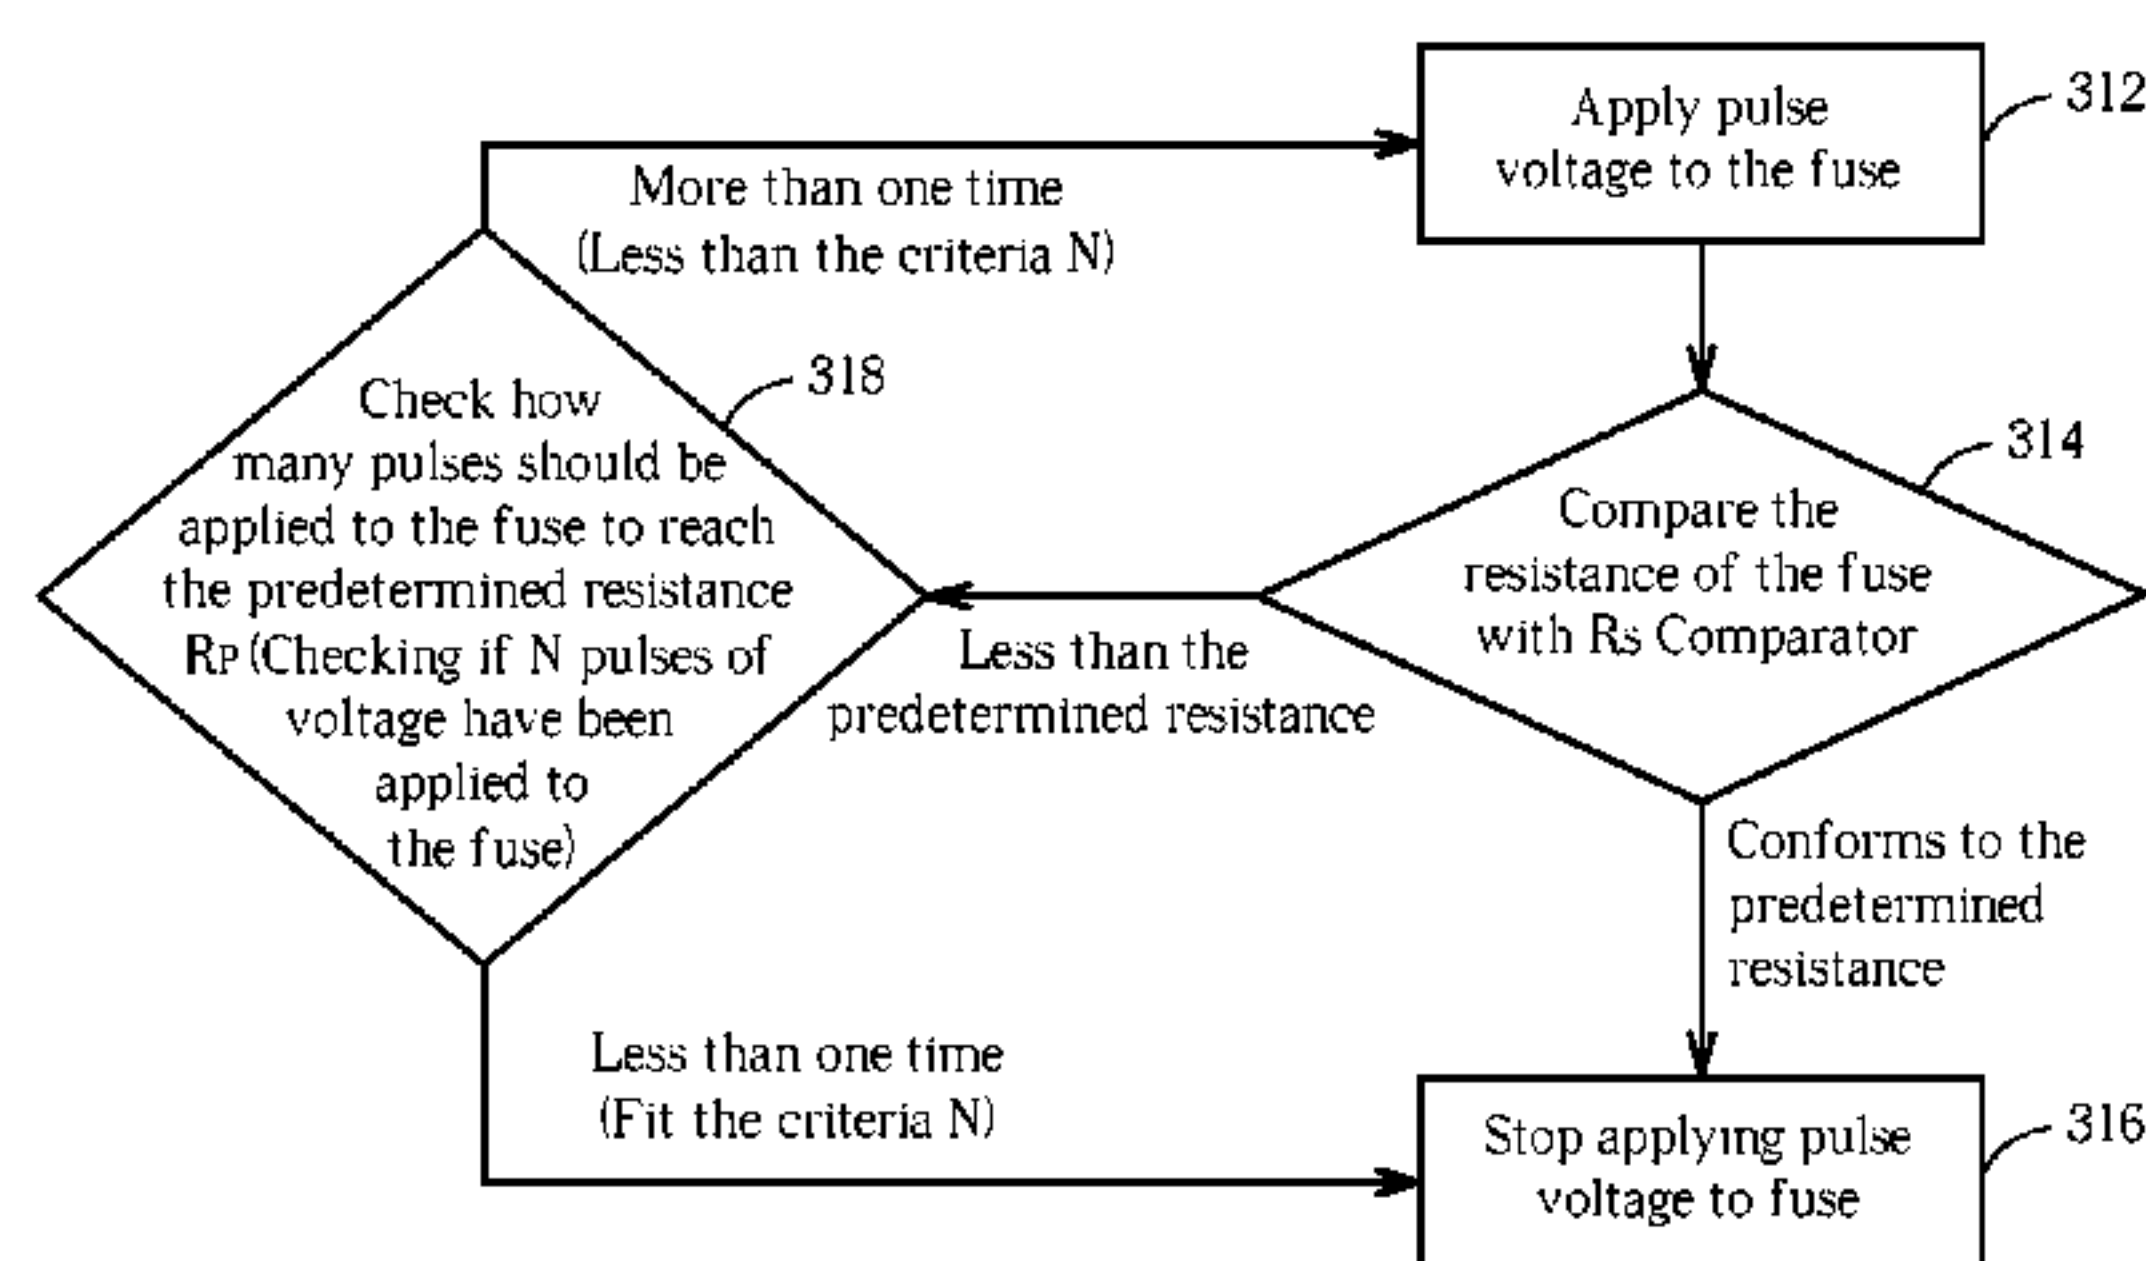 Apply pulse
voltage to the fuse
312
More than one time
(Less than the criteria N)
318
Check how
many pulses should be
applied to the fuse to reach
the predetermined resistance
RP (Checking if N pulses of
voltage have been
applied to
the fuse)
314
Compare the
resistance of the fuse
with Rs Comparator
Less than the
predetermined resistance
Conforms to the
predetermined
resistance
Less than one time
(Fit the criteria N)
Stop applying pulse
voltage to fuse
316